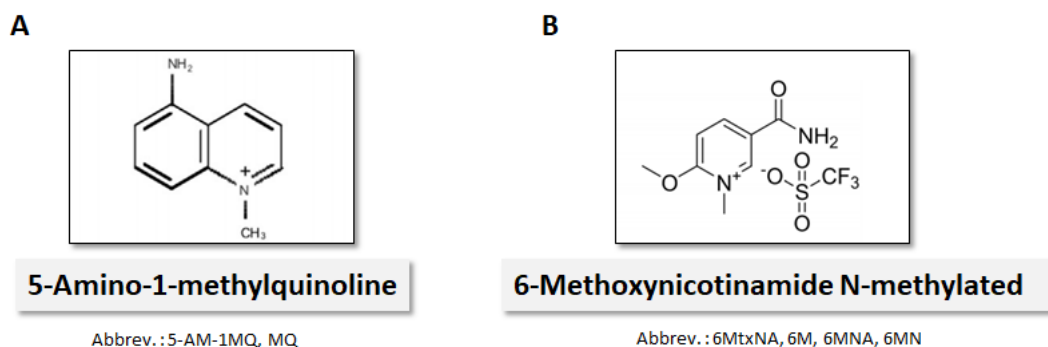 A
B
NH₂
+
N
CH₃
O
NH₂
O
N⁺
⁻O
O
S
CF₃
O
5-Amino-1-methylquinoline
6-Methoxynicotinamide N-methylated
Abbrev.:5-AM-1MQ, MQ
Abbrev.:6MtxNA, 6M, 6MNA, 6MN